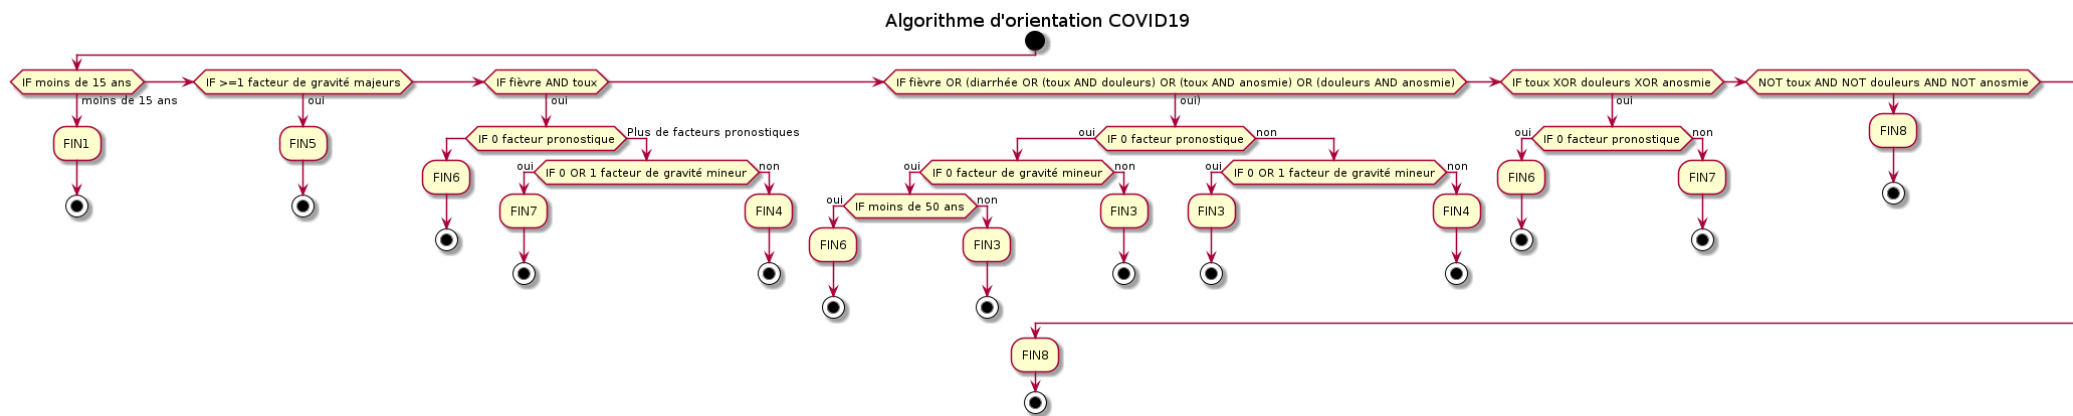 Algorithme d'orientation COVID19
IF moins de 15 ans
IF >=1 facteur de gravité majeurs
IF fièvre AND toux
IF fièvre OR (diarrhée OR (toux AND douleurs) OR (toux AND anosmie) OR (douleurs AND anosmie)
IF toux XOR douleurs XOR anosmie
NOT toux AND NOT douleurs AND NOT anosmie
moins de 15 ans
oui
oui
oui)
oui
FIN1
FIN5
FIN8
IF 0 facteur pronostique
Plus de facteurs pronostiques
oui
IF 0 facteur pronostique
non
oui
IF 0 facteur pronostique
non
FIN6
oui
IF 0 OR 1 facteur de gravité mineur
non
oui
IF 0 facteur de gravité mineur
non
oui
IF 0 OR 1 facteur de gravité mineur
non
FIN6
FIN7
FIN7
FIN4
oui
IF moins de 50 ans
non
FIN3
FIN3
FIN4
FIN6
FIN3
FIN8